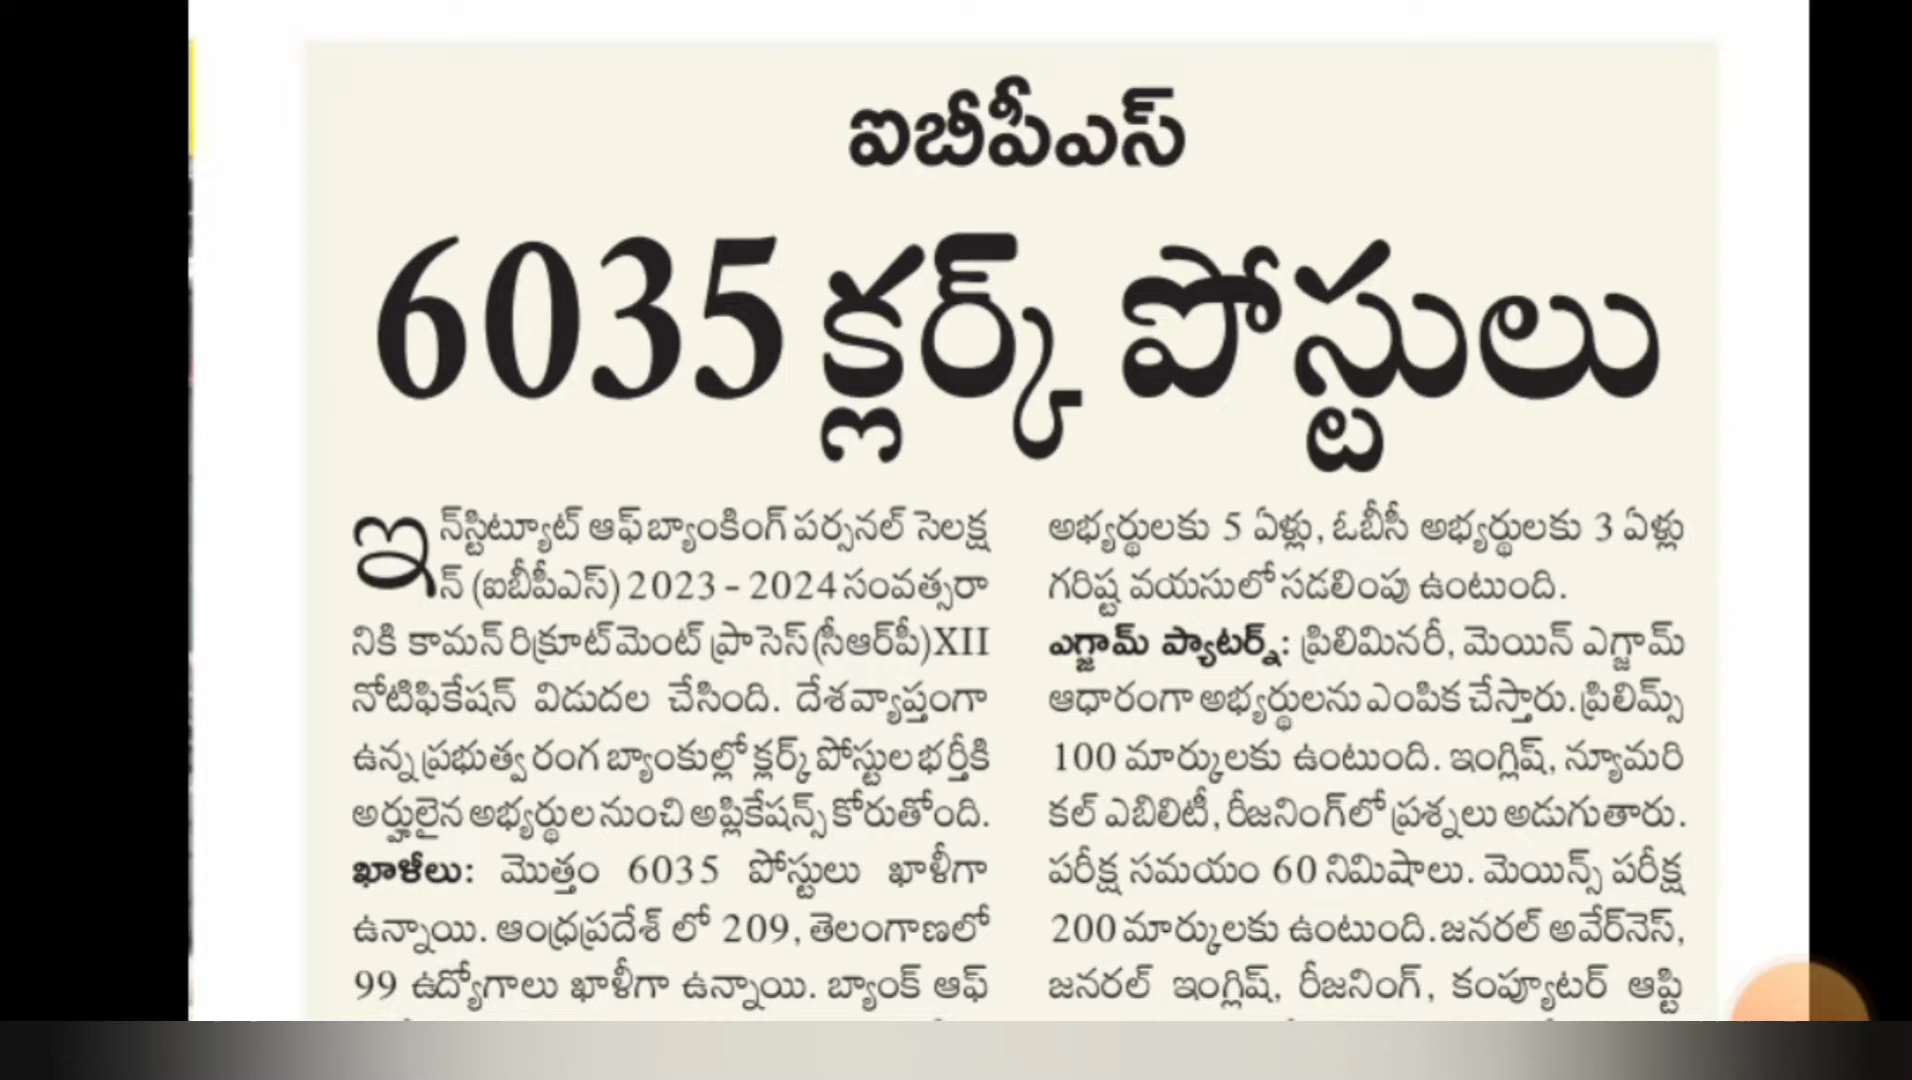 ఐబీపీఎస్
6035 క్లర్క్ పోస్టులు
ఇన్‌స్టిట్యూట్ ఆఫ్ బ్యాంకింగ్ పర్సనల్ సెలక్ష
న్ (ఐబీపీఎస్) 2023 - 2024 సంవత్సరా
నికి కామన్ రిక్రూట్‌మెంట్ ప్రాసెస్ (సీఆర్‌పీ) XII
నోటిఫికేషన్ విడుదల చేసింది. దేశవ్యాప్తంగా
ఉన్న ప్రభుత్వ రంగ బ్యాంకుల్లో క్లర్క్ పోస్టుల భర్తీకి
అర్హులైన అభ్యర్థుల నుంచి అప్లికేషన్స్ కోరుతోంది.
ఖాళీలు: మొత్తం 6035 పోస్టులు ఖాళీగా
ఉన్నాయి. ఆంధ్రప్రదేశ్ లో 209, తెలంగాణలో
99 ఉద్యోగాలు ఖాళీగా ఉన్నాయి. బ్యాంక్ ఆఫ్
అభ్యర్థులకు 5 ఏళ్లు, ఓబీసీ అభ్యర్థులకు 3 ఏళ్లు
గరిష్ట వయసులో సడలింపు ఉంటుంది.
ఎగ్జామ్ ప్యాటర్న్: ప్రిలిమినరీ, మెయిన్ ఎగ్జామ్
ఆధారంగా అభ్యర్థులను ఎంపిక చేస్తారు. ప్రిలిమ్స్
100 మార్కులకు ఉంటుంది. ఇంగ్లిష్, న్యూమరి
కల్ ఎబిలిటీ, రీజనింగ్‌లో ప్రశ్నలు అడుగుతారు.
పరీక్ష సమయం 60 నిమిషాలు. మెయిన్స్ పరీక్ష
200 మార్కులకు ఉంటుంది. జనరల్ అవేర్‌నెస్,
జనరల్ ఇంగ్లిష్, రీజనింగ్, కంప్యూటర్ ఆప్టి